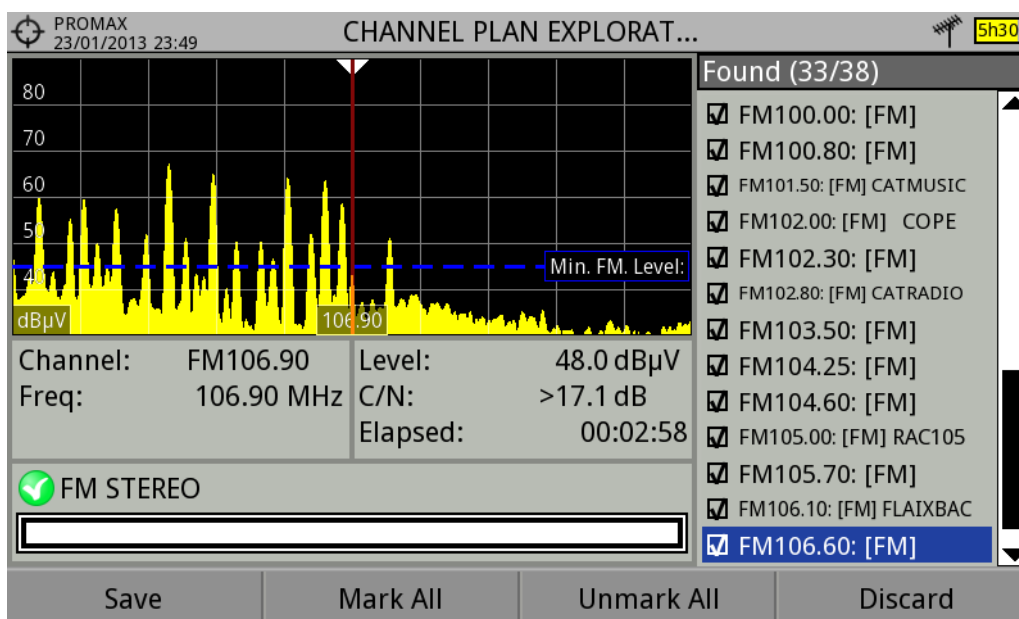 PROMAX
23/01/2013 23:49
CHANNEL PLAN EXPLORAT...
5h30
80
70
60
50
40
Min. FM. Level:
dBµV
106.90
Channel: FM106.90
Freq: 106.90 MHz
Level: 48.0 dBµV
C/N: >17.1 dB
Elapsed: 00:02:58
FM STEREO
Found (33/38)
FM100.00: [FM]
FM100.80: [FM]
FM101.50: [FM] CATMUSIC
FM102.00: [FM] COPE
FM102.30: [FM]
FM102.80: [FM] CATRADIO
FM103.50: [FM]
FM104.25: [FM]
FM104.60: [FM]
FM105.00: [FM] RAC105
FM105.70: [FM]
FM106.10: [FM] FLAIXBAC
FM106.60: [FM]
Save
Mark All
Unmark All
Discard